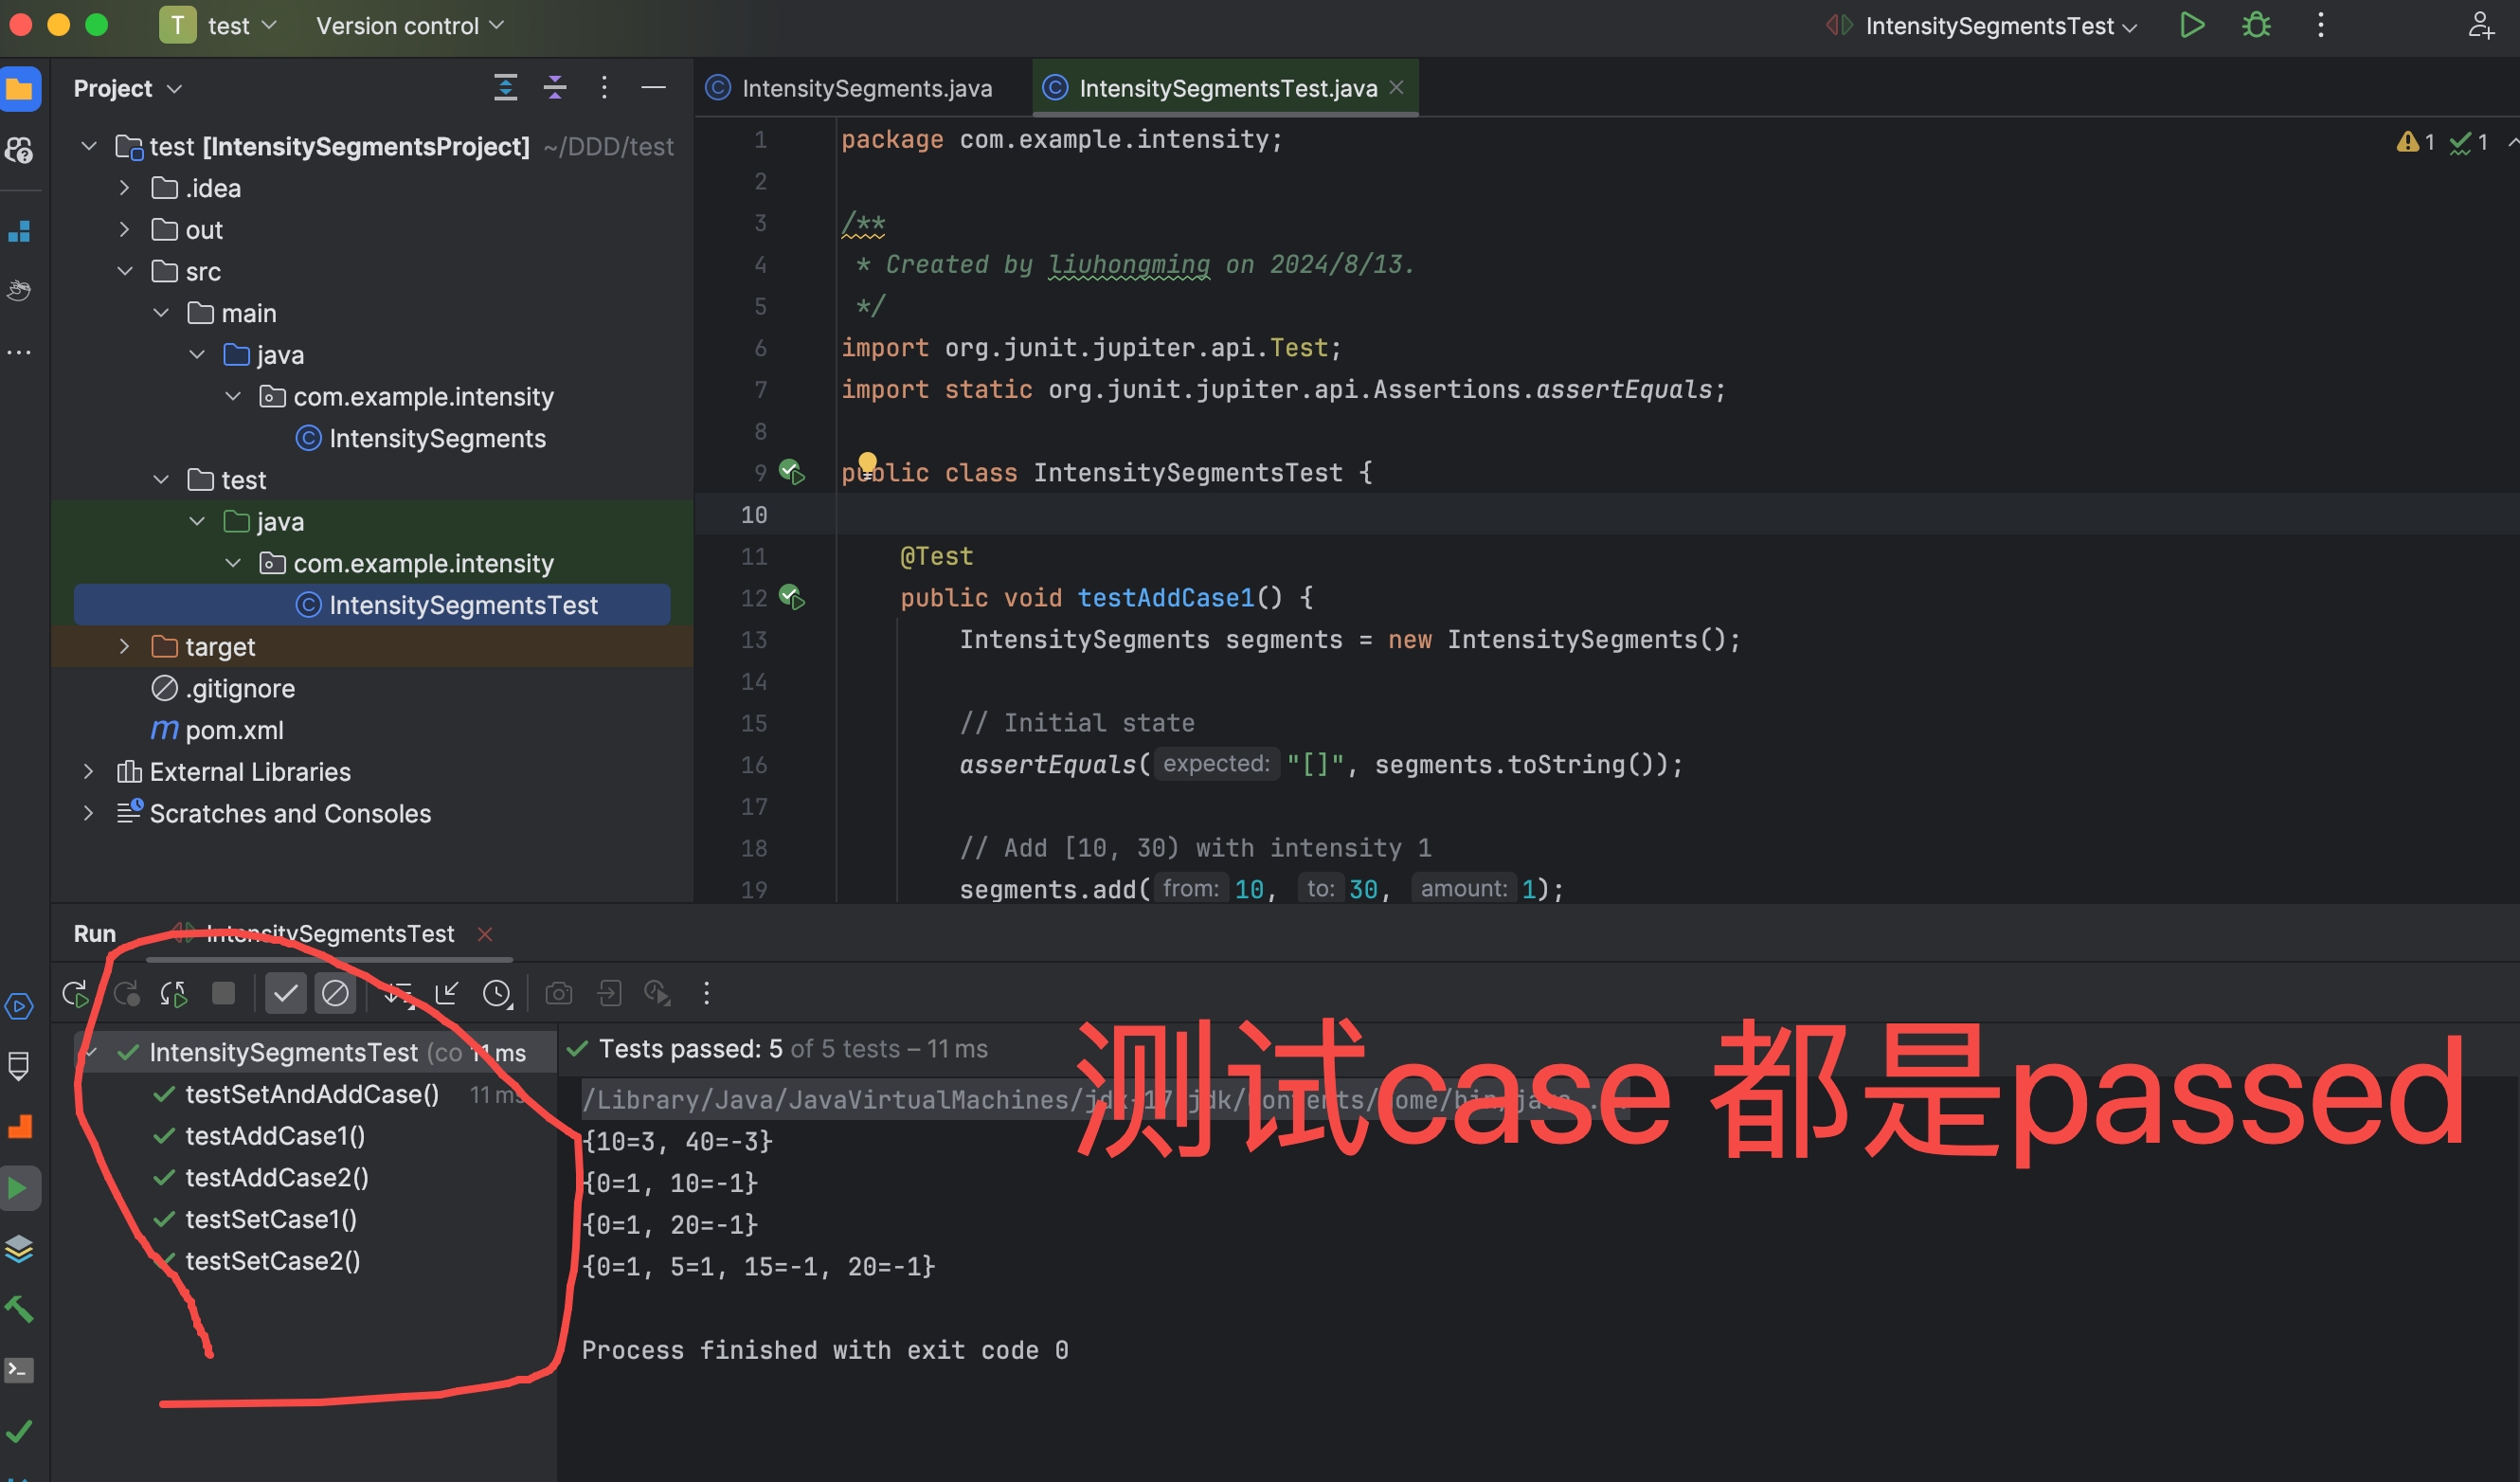 T test Version control IntensitySegmentsTest
Project
IntensitySegments.java IntensitySegmentsTest.java
test [IntensitySegmentsProject] ~/DDD/test
.idea
out
src
main
java
com.example.intensity
IntensitySegments
test
java
com.example.intensity
IntensitySegmentsTest
target
.gitignore
pom.xml
External Libraries
Scratches and Consoles
1 package com.example.intensity;
1 1
2
3 /**
4 * Created by liuhongming on 2024/8/13.
5 */
6 import org.junit.jupiter.api.Test;
7 import static org.junit.jupiter.api.Assertions.assertEquals;
8
9 public class IntensitySegmentsTest {
10
11 @Test
12 public void testAddCase1() {
13 IntensitySegments segments = new IntensitySegments();
14
15 // Initial state
16 assertEquals( expected: "[]", segments.toString());
17
18 // Add [10, 30) with intensity 1
19 segments.add( from: 10, to: 30, amount: 1);
Run IntensitySegmentsTest
IntensitySegmentsTest (co 11 ms
testSetAndAddCase() 11 ms
testAddCase1()
testAddCase2()
testSetCase1()
testSetCase2()
Tests passed: 5 of 5 tests – 11 ms
/Library/Java/JavaVirtualMachines/jdk-17.jdk/Contents/Home/bin/java ...
{10=3, 40=-3}
{0=1, 10=-1}
{0=1, 20=-1}
{0=1, 5=1, 15=-1, 20=-1}
Process finished with exit code 0
测试case 都是passed